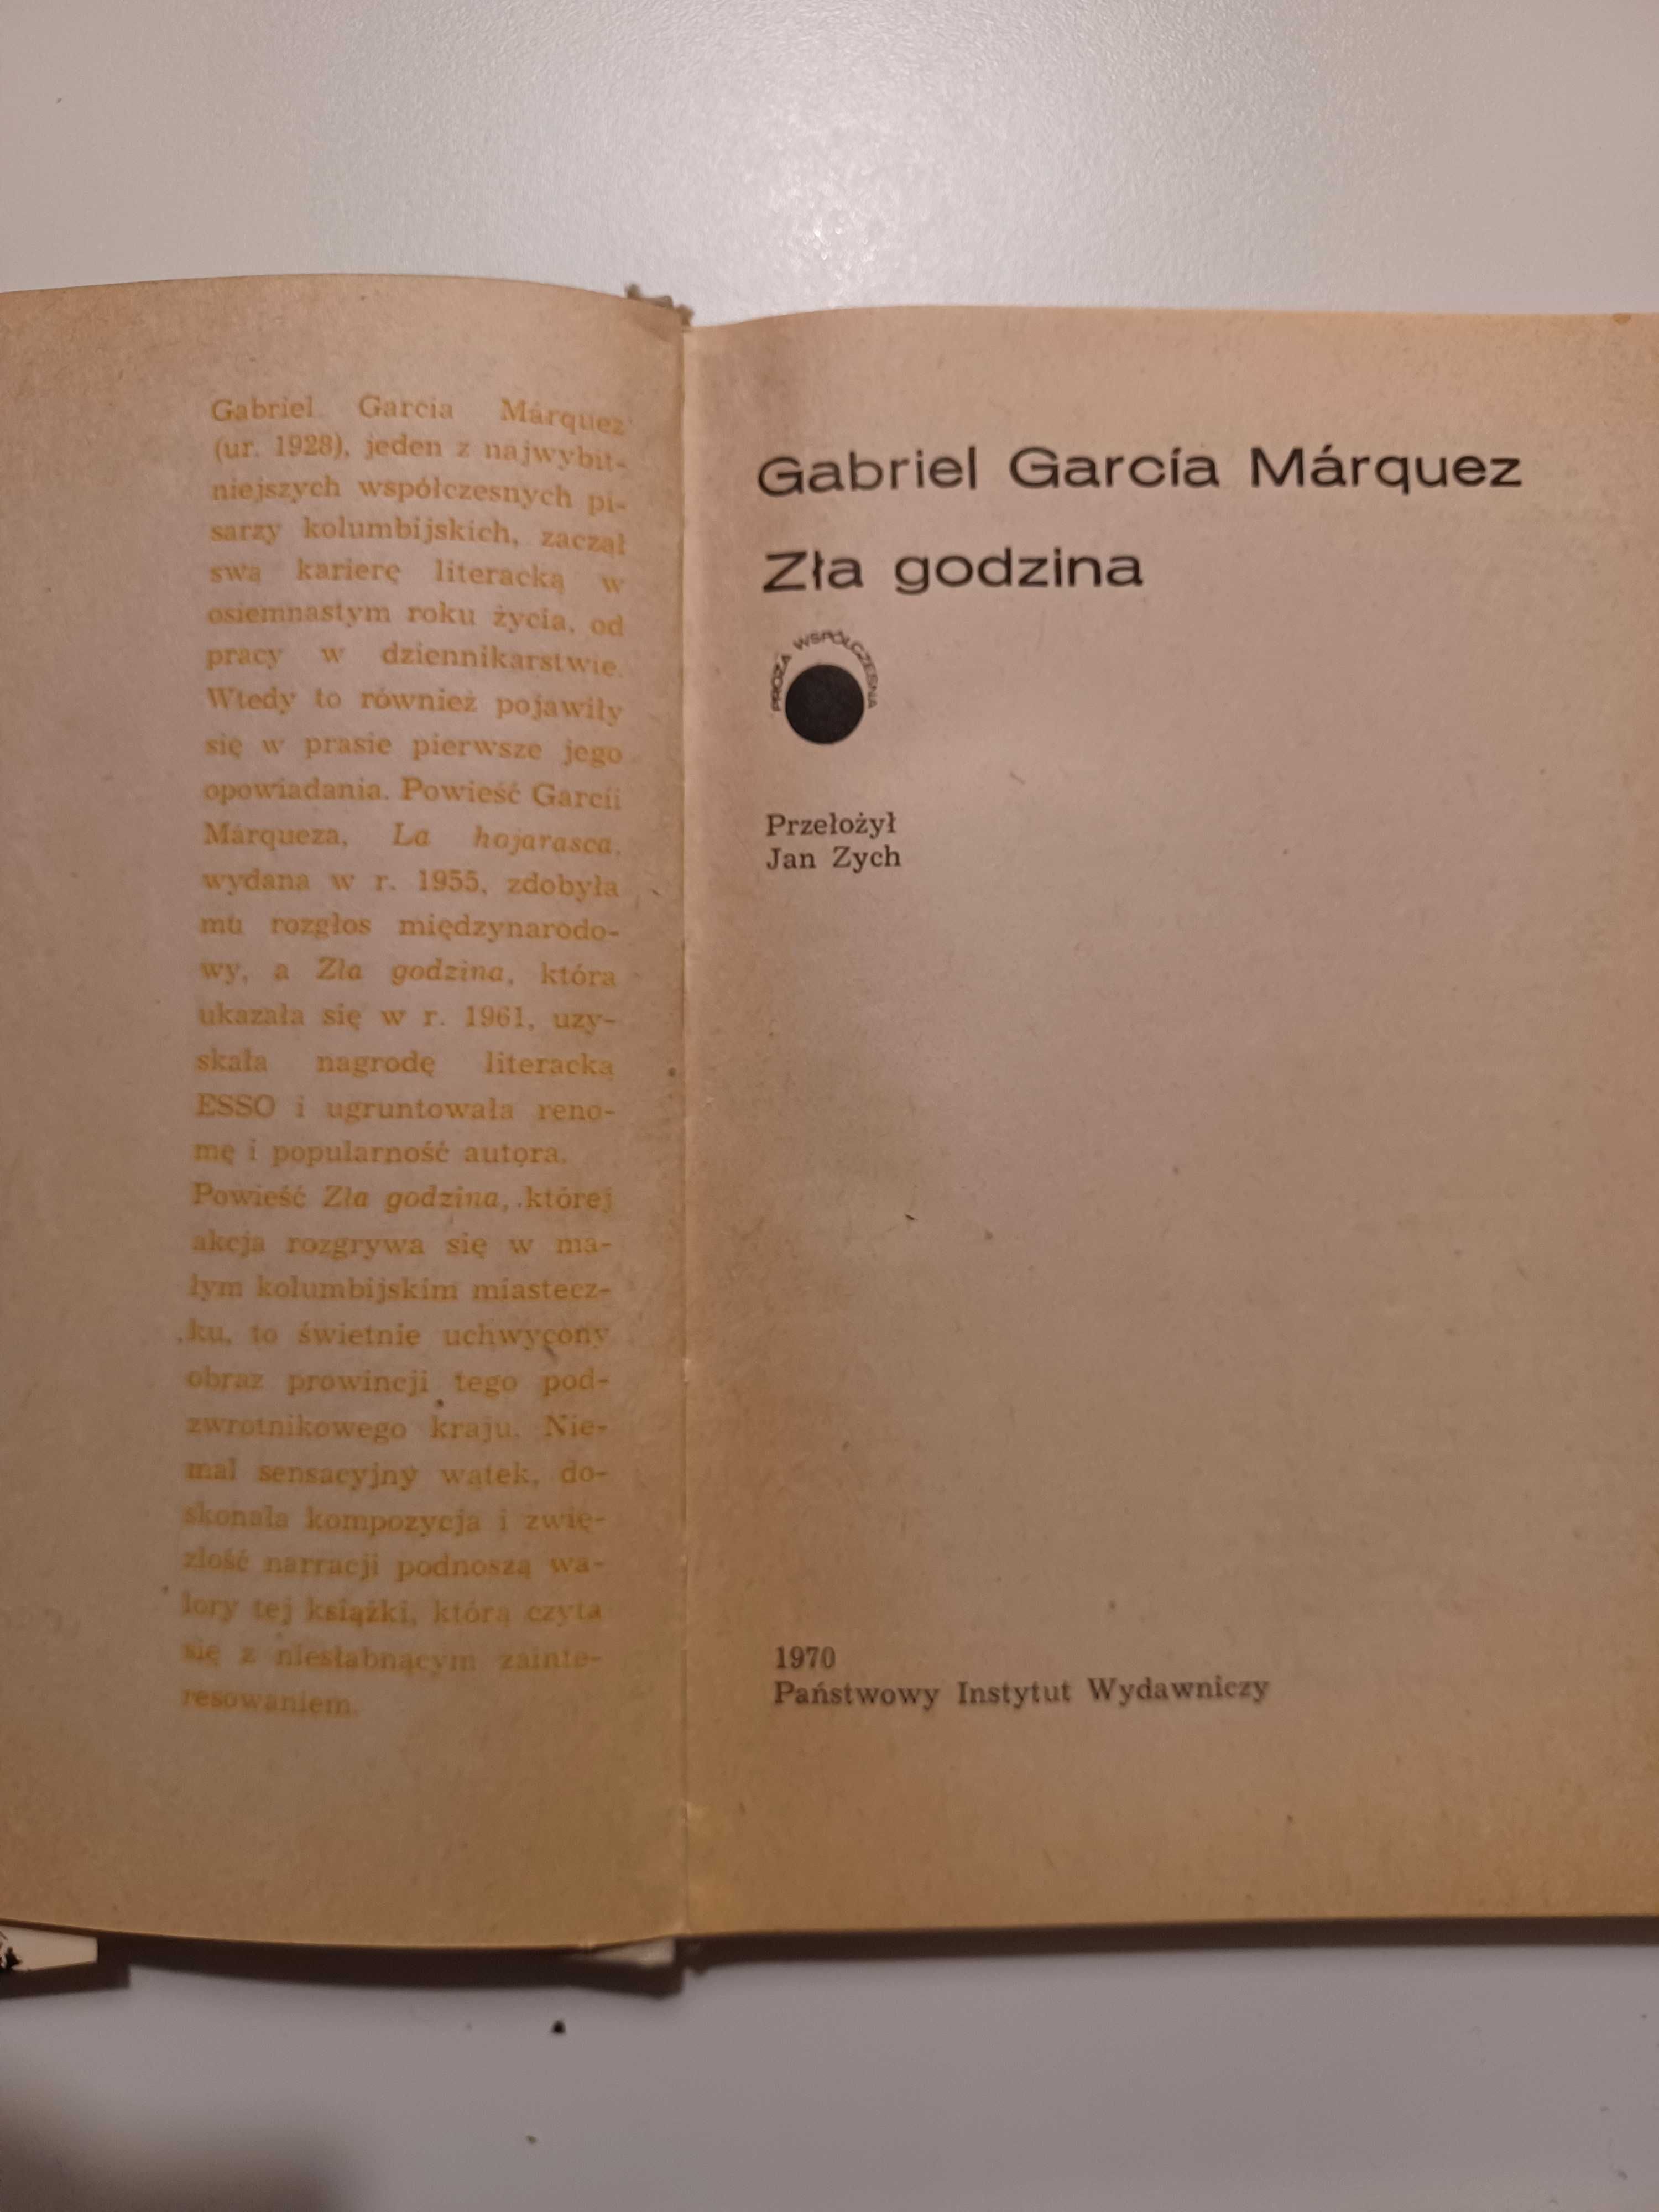 Gabriel García Márquez
(ur. 1928), jeden z najwybit-
niejszych współczesnych pi-
sarzy kolumbijskich, zaczął
swą karierę literacką w
osiemnastym roku życia, od
pracy w dziennikarstwie.
Wtedy to również pojawiły
się w prasie pierwsze jego
opowiadania. Powieść Garcíi
Márqueza, La hojarasca,
wydana w r. 1955, zdobyła
mu rozgłos międzynarodo-
wy, a Zła godzina, która
ukazała się w r. 1961, uzy-
skała nagrodę literacką
ESSO i ugruntowała reno-
mę i popularność autora.
Powieść Zła godzina, której
akcja rozgrywa się w ma-
łym kolumbijskim miastecz-
ku, to świetnie uchwycony
obraz prowincji tego pod-
zwrotnikowego kraju. Nie-
mal sensacyjny wątek, do-
skonała kompozycja i zwię-
złość narracji podnoszą wa-
lory tej książki, którą czyta
się z niesłabnącym zainte-
resowaniem.
Gabriel García Márquez
Zła godzina
PROZA WSPÓŁCZESNA
Przełożył
Jan Zych
1970
Państwowy Instytut Wydawniczy